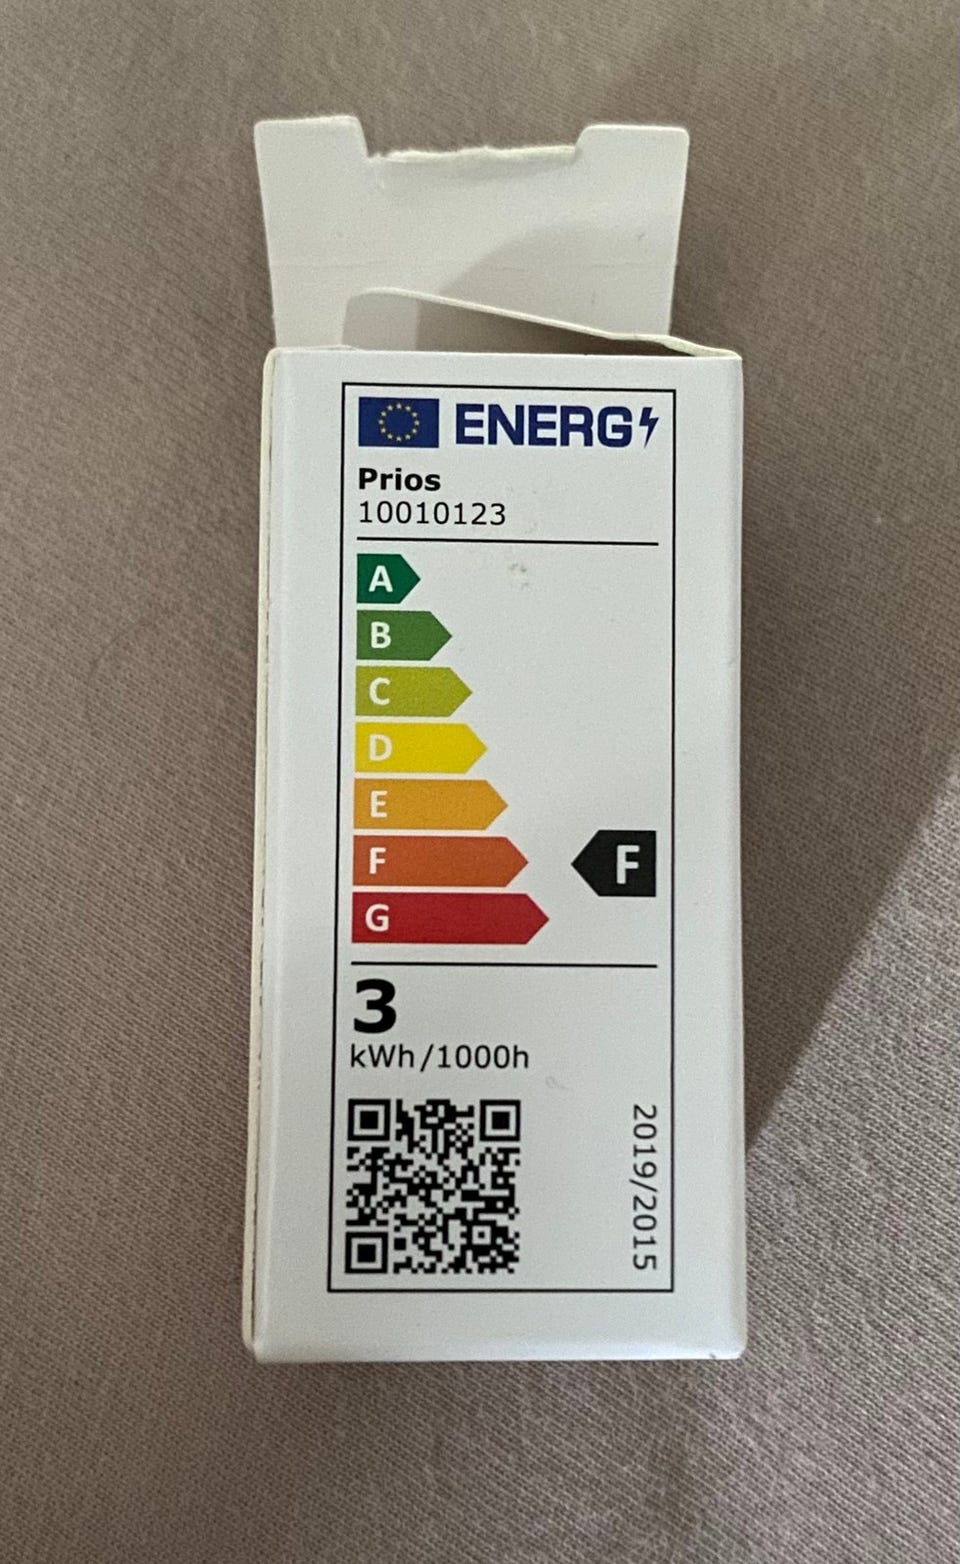 ENERG
Prios
10010123
A
B
C
D
E
F
F
G
3
kWh/1000h
2019/2015